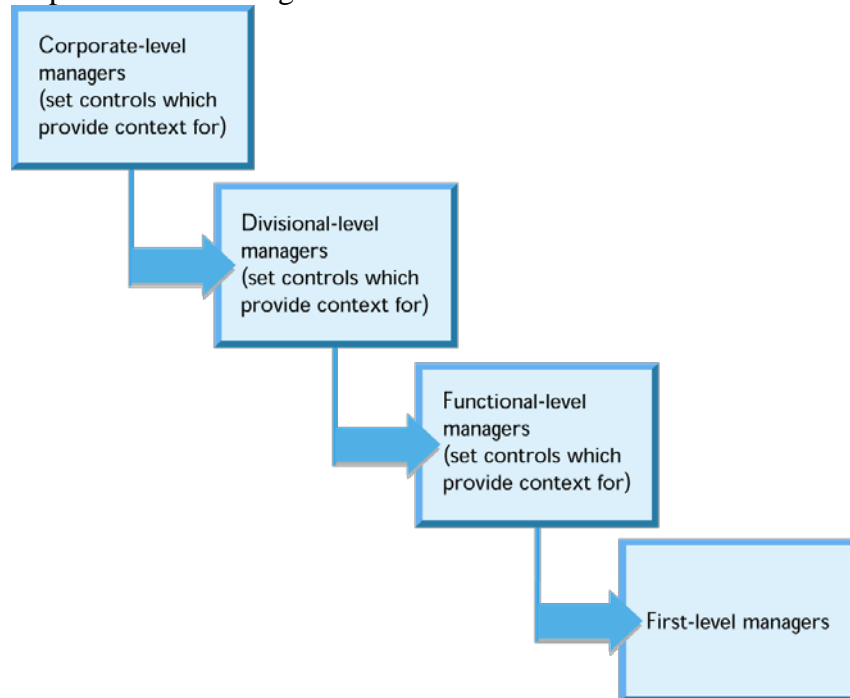 Corporate-level
managers
(set controls which
provide context for)
Divisional-level
managers
(set controls which
provide context for)
Functional-level
managers
(set controls which
provide context for)
First-level managers